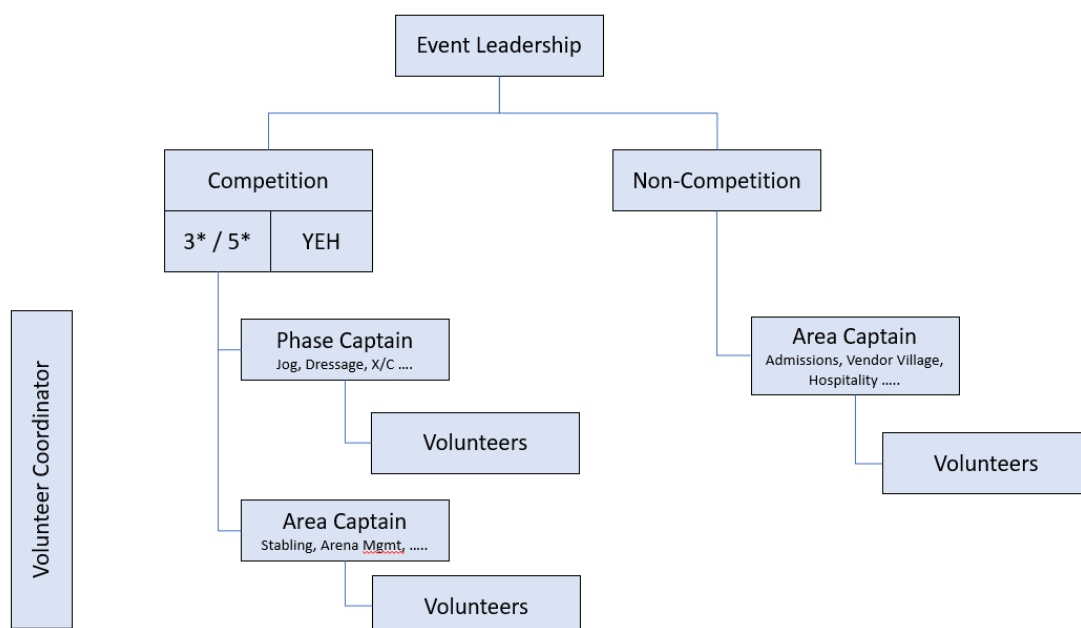 Event Leadership
Competition
Non-Competition
3* / 5*
YEH
Phase Captain
Jog, Dressage, X/C ....
Volunteers
Area Captain
Stabling, Arena Mgmt, .....
Volunteers
Area Captain
Admissions, Vendor Village,
Hospitality .....
Volunteers
Volunteer Coordinator